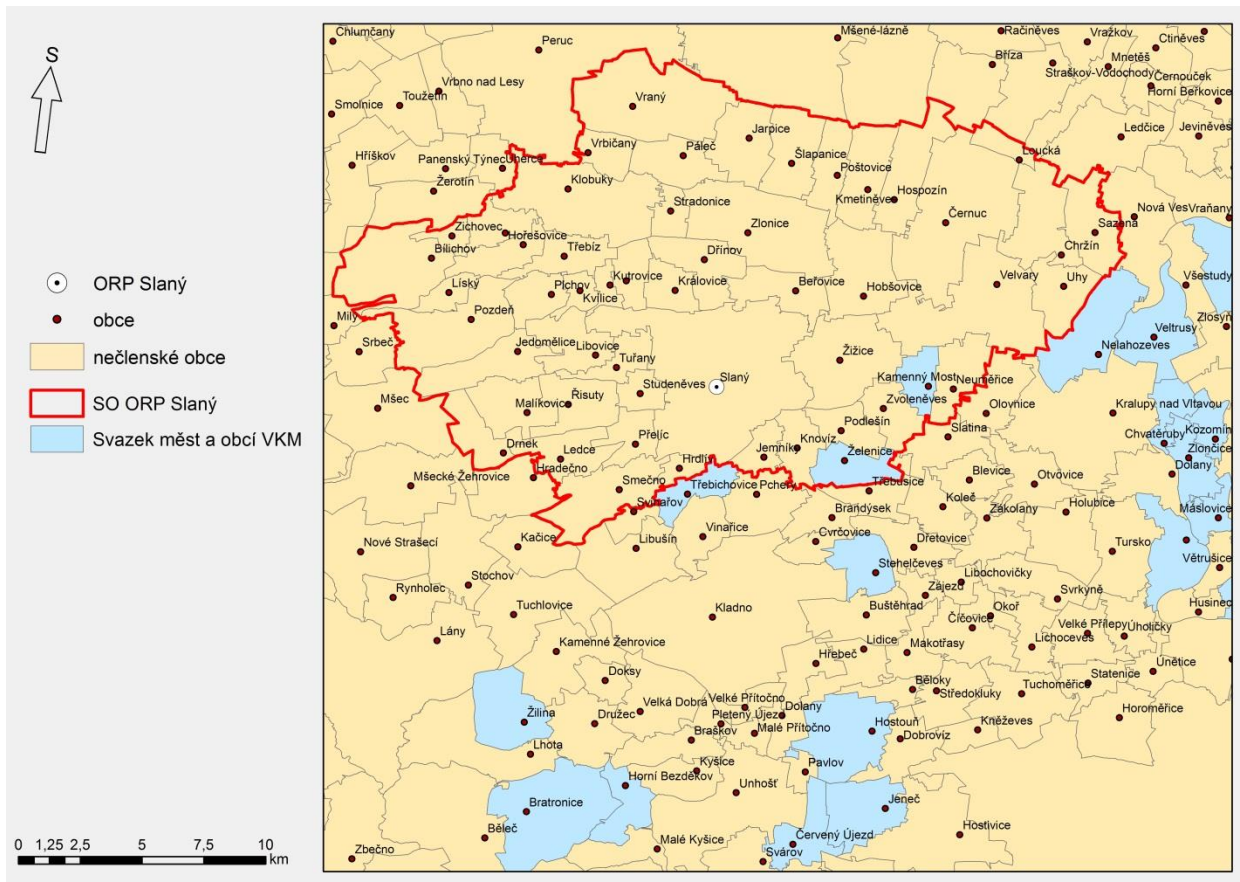 S
ORP Slaný
obce
nečlenské obce
SO ORP Slaný
Svazek měst a obcí VKM
0 1,25 2,5 5 7,5 10
km
Chlumčany
Peruc
Mšené-lázně
Račiněves
Vražkov
Ctiněves
Bříza
Mnetěš
Straškov-Vodochody
Černouček
Vrbno nad Lesy
Horní Beřkovice
Toužetín
Smolnice
Vraný
Ledčice
Jeviněves
Jarpice
Hříškov
Vrbičany
Páleč
Loucká
Panenský Týnec
Úherce
Šlapanice
Poštovice
Žerotín
Klobuky
Kmetiněves
Hospozín
Stradonice
Černuc
Nová Ves
Vraňany
Zichovec
Hořešovice
Zlonice
Sazená
Bílichov
Třebíz
Dřínov
Chržín
Líský
Plchov
Kutrovice
Kvílice
Královice
Beřovice
Hobšovice
Velvary
Uhy
Všestudy
Milý
Pozdeň
Zlosyň
Srbeč
Jedomělice
Libovice
Tuřany
Žižice
Nelahozeves
Veltrusy
Studeněves
Slaný
Kamenný Most
Neuměřice
Mšec
Malíkovice
Řisuty
Zvoleněves
Olovnice
Kralupy nad Vltavou
Podlešín
Slatina
Chvatěruby
Kozomín
Drnek
Ledce
Přelíc
Jemníky
Knovíz
Zlončice
Mšecké Žehrovice
Hradečno
Hrdlív
Želenice
Blevice
Otvovice
Dolany
Smečno
Třebichovice
Pchery
Třebusice
Svinařov
Brandýsek
Koleč
Zákolany
Holubice
Máslovice
Nové Strašecí
Kačice
Libušín
Vinařice
Cvrčovice
Dřetovice
Tursko
Větrušice
Rynholec
Stochov
Stehelčeves
Libochovičky
Tuchlovice
Kladno
Buštěhrad
Zájezd
Svrkyně
Husinec
Lány
Číčovice
Okoř
Velké Přílepy
Úholičky
Kamenné Žehrovice
Hřebeč
Lidice
Makotřasy
Lichoceves
Doksy
Běloky
Středokluky
Tuchoměřice
Statenice
Únětice
Žilina
Družec
Velká Dobrá
Velké Přítočno
Pletený Újezd
Dolany
Hostouň
Kněževes
Horoměřice
Braškov
Malé Přítočno
Dobrovíz
Lhota
Kyšice
Pavlov
Horní Bezděkov
Unhošť
Bratronice
Jeneč
Běleč
Malé Kyšice
Červený Újezd
Hostivice
Zbečno
Svárov